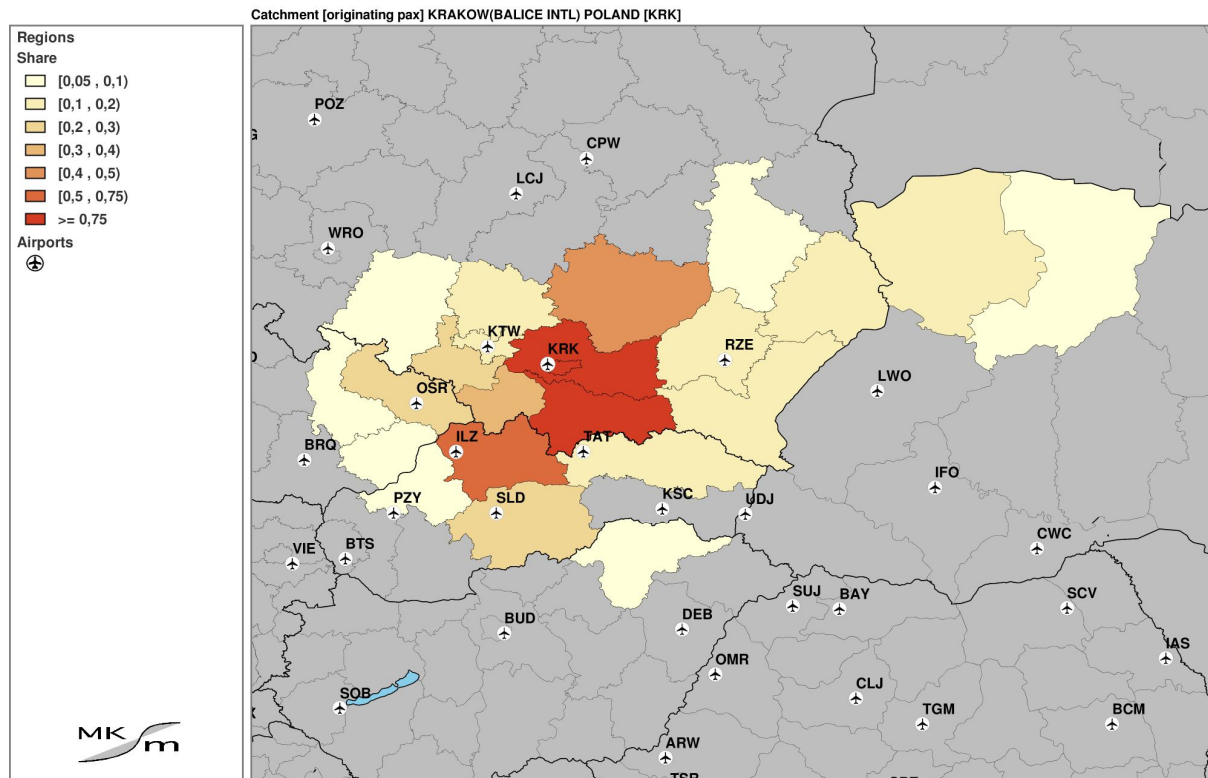 Catchment [originating pax] KRAKOW(BALICE INTL) POLAND [KRK]
Regions
Share
[0,05 , 0,1)
[0,1 , 0,2)
[0,2 , 0,3)
[0,3 , 0,4)
[0,4 , 0,5)
[0,5 , 0,75)
>= 0,75
Airports
POZ
CPW
LCJ
WRO
KTW
KRK
RZE
OSR
LWO
BRQ
ILZ
TAT
IFO
PZY
SLD
KSC
UDJ
VIE
BTS
CWC
SUJ
BAY
SCV
BUD
DEB
IAS
OMR
SOB
CLJ
TGM
BCM
ARW
MK
m